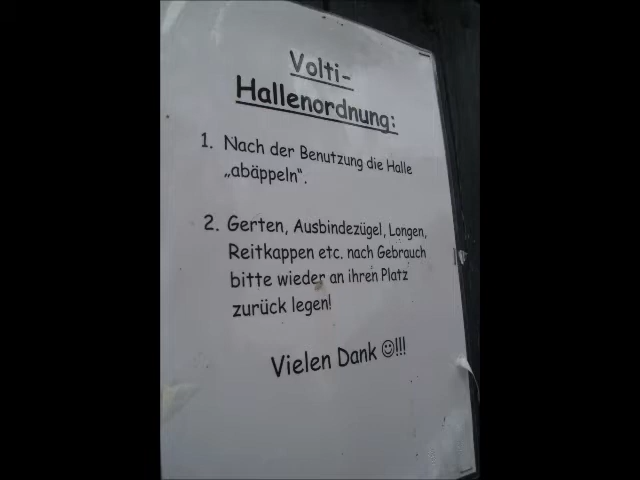 Volti-
Hallenordnung:
1. Nach der Benutzung die Halle
„abäppeln“.
2. Gerten, Ausbindezügel, Longen,
Reitkappen etc. nach Gebrauch
bitte wieder an ihren Platz
zurück legen!
Vielen Dank ☺!!!